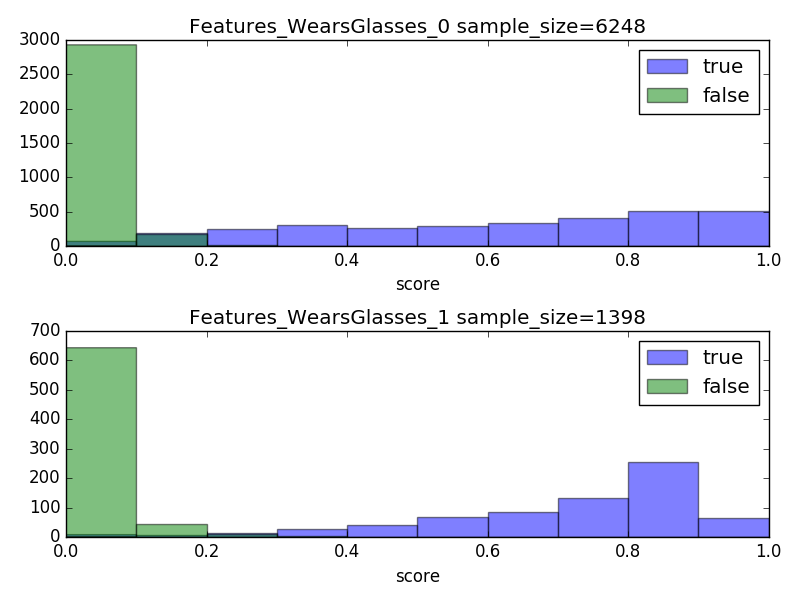 Features_WearsGlasses_0 sample_size=6248
3000
2500
2000
1500
1000
500
0
true
false
0.0 0.2 0.4 0.6 0.8 1.0
score
Features_WearsGlasses_1 sample_size=1398
700
600
500
400
300
200
100
0
true
false
0.0 0.2 0.4 0.6 0.8 1.0
score